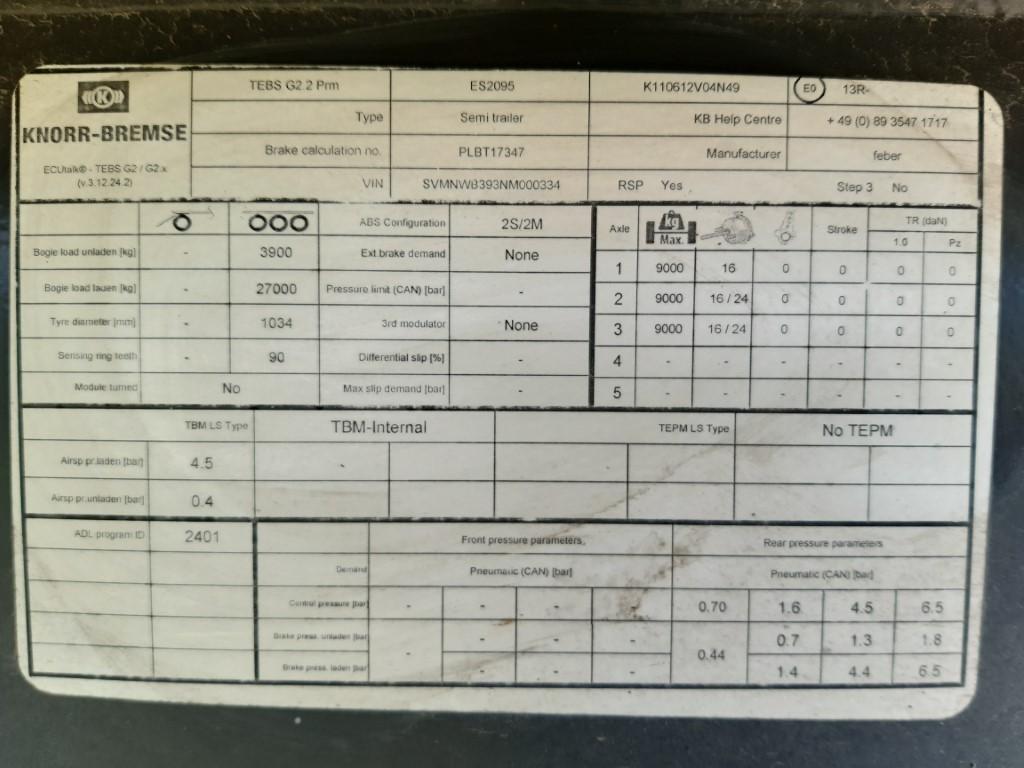 TEBS G2.2 Prm ES2095 K110612V04N49 E0 13R-
KNORR-BREMSE Type Semi trailer KB Help Centre + 49 (0) 89 3547 1717
Brake calculation no. PLBT17347 Manufacturer feber
ECUtalk® - TEBS G2 / G2.x
(v.3.12.24.2) VIN SVMNWB393NM000334 RSP Yes Step 3 No
ABS Configuration 2S/2M
Bogie load unladen [kg] - 3900 Ext.brake demand None
Bogie load laden [kg] - 27000 Pressure limit (CAN) [bar] -
Tyre diameter [mm] - 1034 3rd modulator None
Sensing ring teeth - 90 Differential slip [%] -
Module turned No Max slip demand [bar] -
Axle kg Max. Stroke TR (daN)
1.0 Pz
1 9000 16 0 0 0 0
2 9000 16 / 24 0 0 0 0
3 9000 16 / 24 0 0 0 0
4 - - - - - -
5 - - - - - -
TBM LS Type TBM-Internal TEPM LS Type No TEPM
Airsp pr.laden [bar] 4.5 -
Airsp pr.unladen [bar] 0.4
ADL program ID 2401 Front pressure parameters, Rear pressure parameters
Demand Pneumatic (CAN) [bar] Pneumatic (CAN) [bar]
Control pressure [bar] - - - - 0.70 1.6 4.5 6.5
Brake press. unladen [bar - - - - 0.44 0.7 1.3 1.8
Brake press. laden [bar - - - 1.4 4.4 6.5